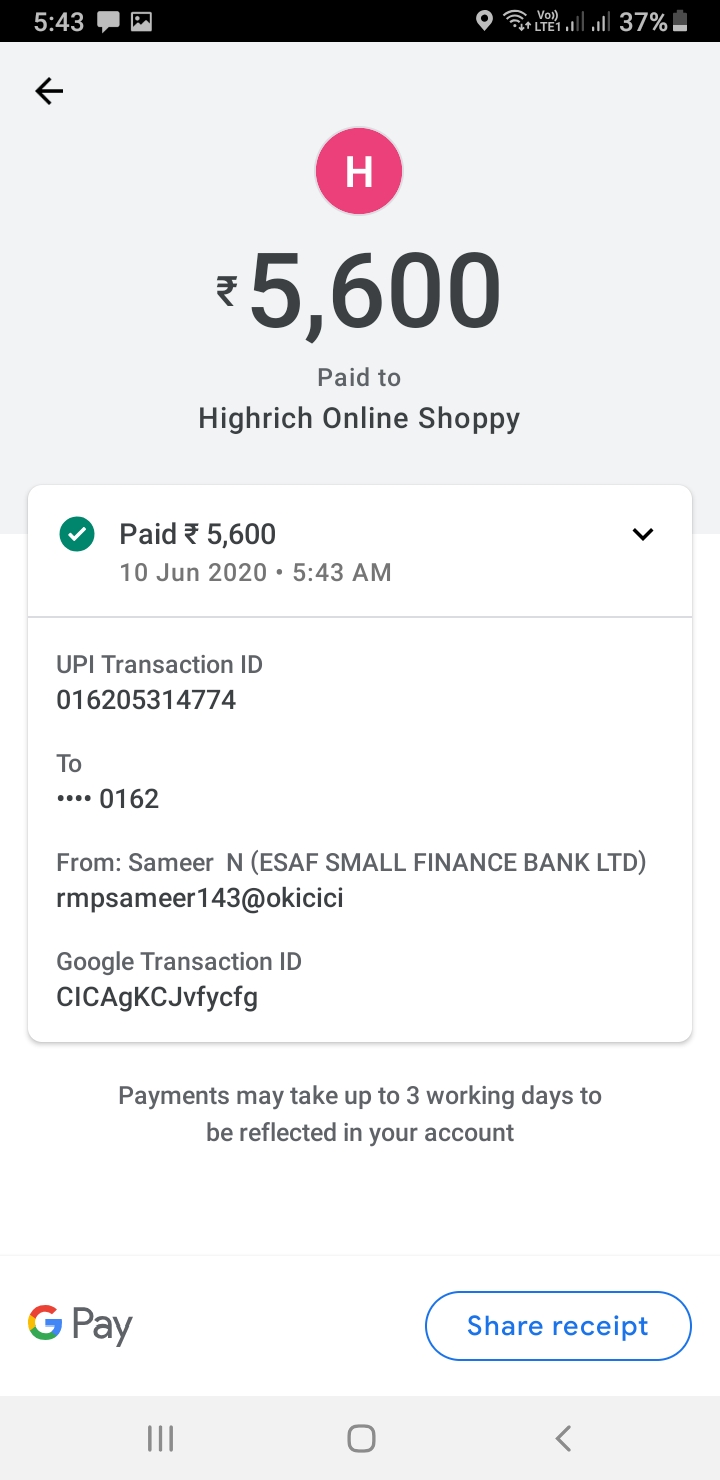 5:43 Vo)) LTE1 37%
H
₹5,600
Paid to
Highrich Online Shoppy
Paid ₹ 5,600
10 Jun 2020 • 5:43 AM
UPI Transaction ID
016205314774
To
•••• 0162
From: Sameer  N (ESAF SMALL FINANCE BANK LTD)
rmpsameer143@okicici
Google Transaction ID
CICAgKCJvfycfg
Payments may take up to 3 working days to
be reflected in your account
G Pay
Share receipt